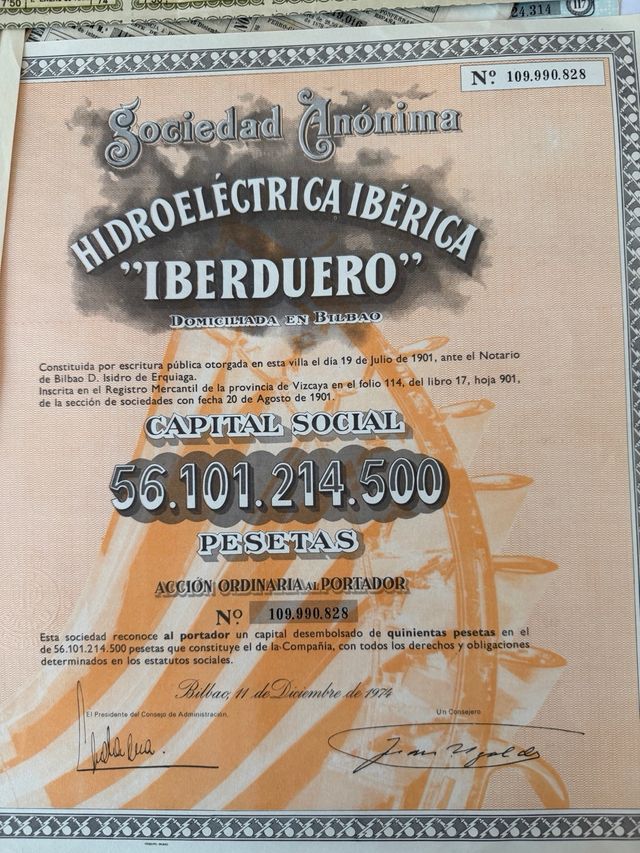 24.314
117
Nº. 109.990.828
Sociedad Anónima
HIDROELÉCTRICA IBÉRICA
"IBERDUERO"
DOMICILIADA EN BILBAO
Constituida por escritura pública otorgada en esta villa el día 19 de Julio de 1901, ante el Notario
de Bilbao D. Isidro de Erquiaga.
Inscrita en el Registro Mercantil de la provincia de Vizcaya en el folio 114, del libro 17, hoja 901,
de la sección de sociedades con fecha 20 de Agosto de 1901.
CAPITAL SOCIAL
56.101.214.500
PESETAS
ACCIÓN ORDINARIA AL PORTADOR
Nº. 109.990.828
Esta sociedad reconoce al portador un capital desembolsado de quinientas pesetas en el
de 56.101.214.500 pesetas que constituye el de la Compañia, con todos los derechos y obligaciones
determinados en los estatutos sociales.
Bilbao, 11 de Diciembre de 1974
El Presidente del Consejo de Administración, Un Consejero